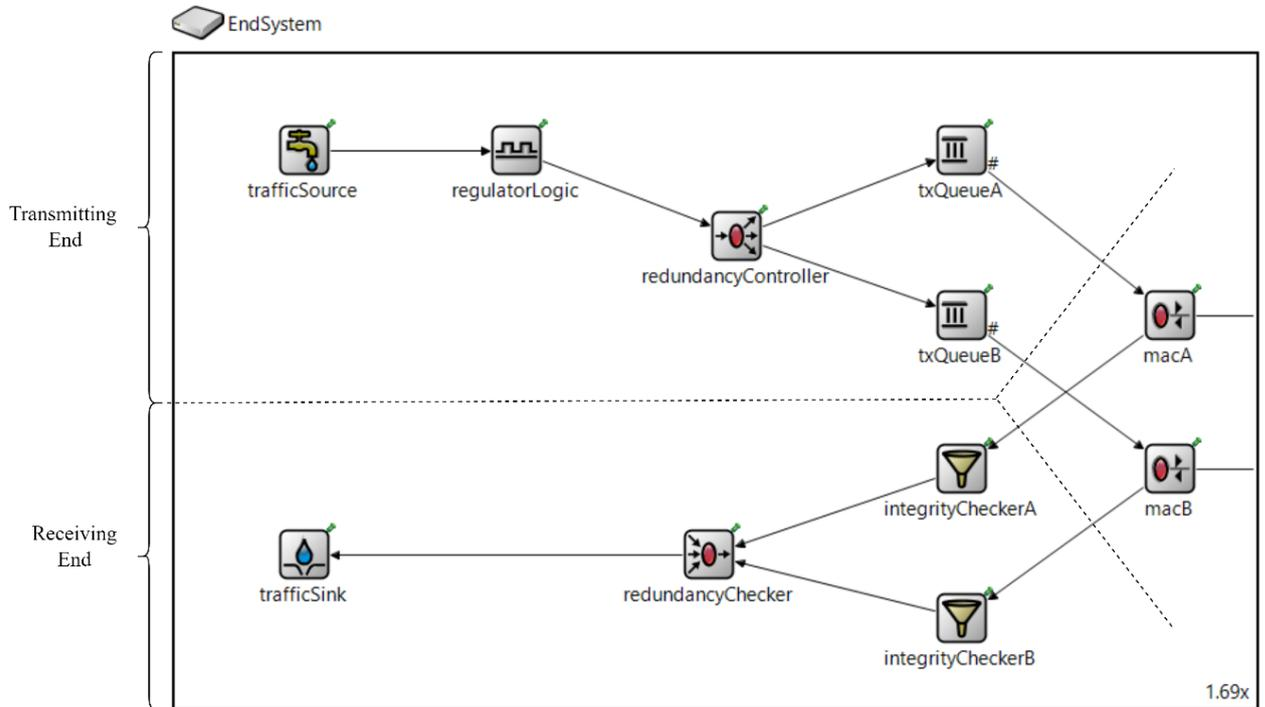 EndSystem
trafficSource
regulatorLogic
txQueueA
#
Transmitting
End
redundancyController
txQueueB
#
macA
integrityCheckerA
macB
Receiving
End
trafficSink
redundancyChecker
integrityCheckerB
1.69x